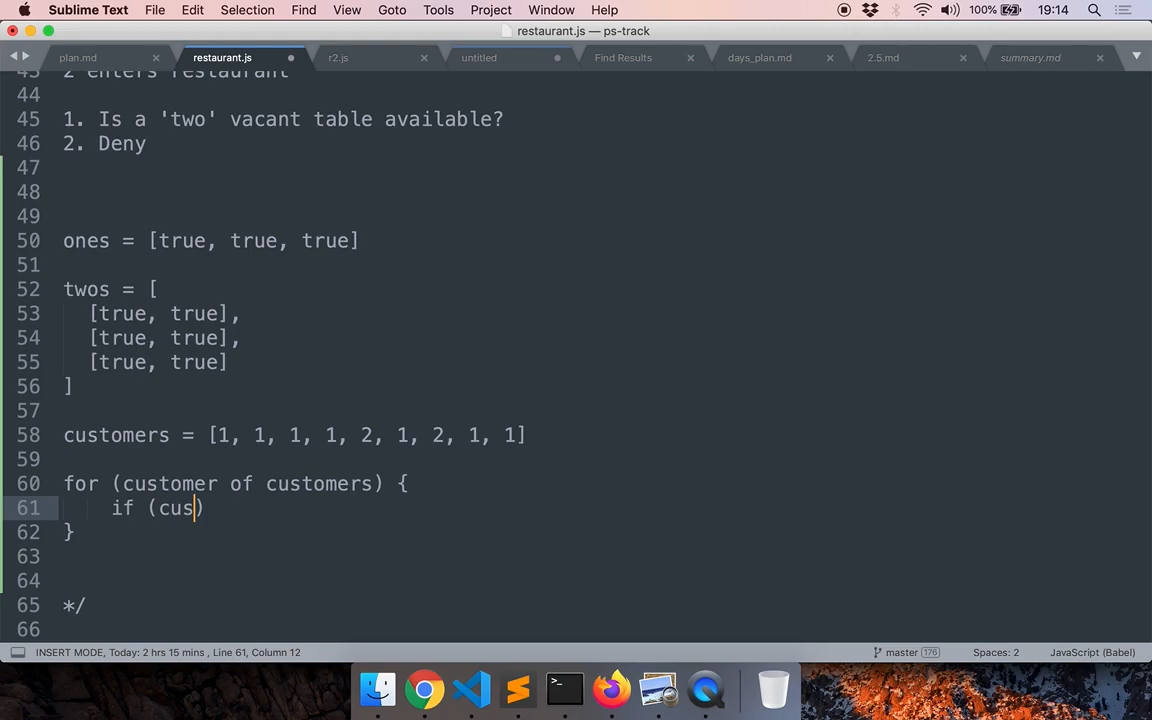 Sublime Text File Edit Selection Find View Goto Tools Project Window Help 100% 19:14
restaurant.js — ps-track
plan.md restaurant.js r2.js untitled Find Results days_plan.md 2.5.md summary.md
43 2 enters restaurant
44
45 1. Is a 'two' vacant table available?
46 2. Deny
47
48
49
50 ones = [true, true, true]
51
52 twos = [
53 [true, true],
54 [true, true],
55 [true, true]
56 ]
57
58 customers = [1, 1, 1, 1, 2, 1, 2, 1, 1]
59
60 for (customer of customers) {
61 if (cus)
62 }
63
64
65 */
66
INSERT MODE, Today: 2 hrs 15 mins , Line 61, Column 12 master 176 Spaces: 2 JavaScript (Babel)